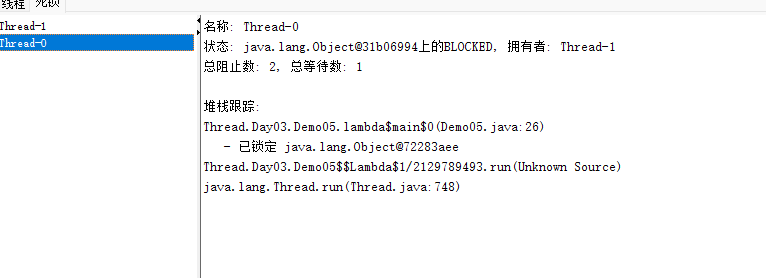 线程 死锁
Thread-1
Thread-0
名称: Thread-0
状态: java.lang.Object@31b06994上的BLOCKED, 拥有者: Thread-1
总阻止数: 2, 总等待数: 1
堆栈跟踪:
Thread.Day03.Demo05.lambda$main$0(Demo05.java:26)
- 已锁定 java.lang.Object@72283aee
Thread.Day03.Demo05$$Lambda$1/2129789493.run(Unknown Source)
java.lang.Thread.run(Thread.java:748)